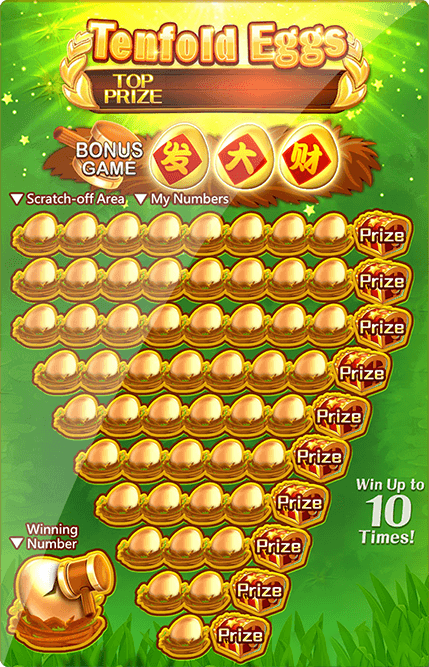 Tenfold Eggs
TOP
PRIZE
BONUS
GAME
发 大 财
▼ Scratch-off Area ▼ My Numbers
Prize
Prize
Prize
Prize
Prize
Prize
Prize
Prize
Prize
Prize
Win Up to
10
Times!
Winning
▼ Number